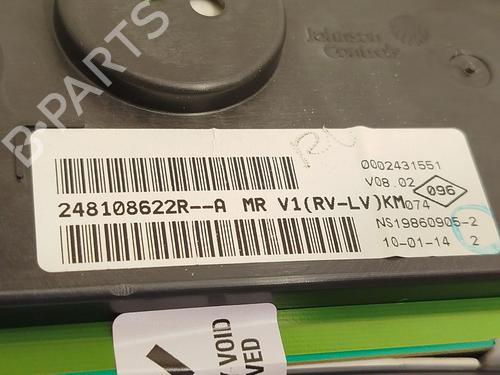 B-PARTS
Johnson Controls
0002431551
V08.02
096
248108622R--A MR V1(RV-LV)KM
074
NS19860905-2
10-01-14 2
VOID